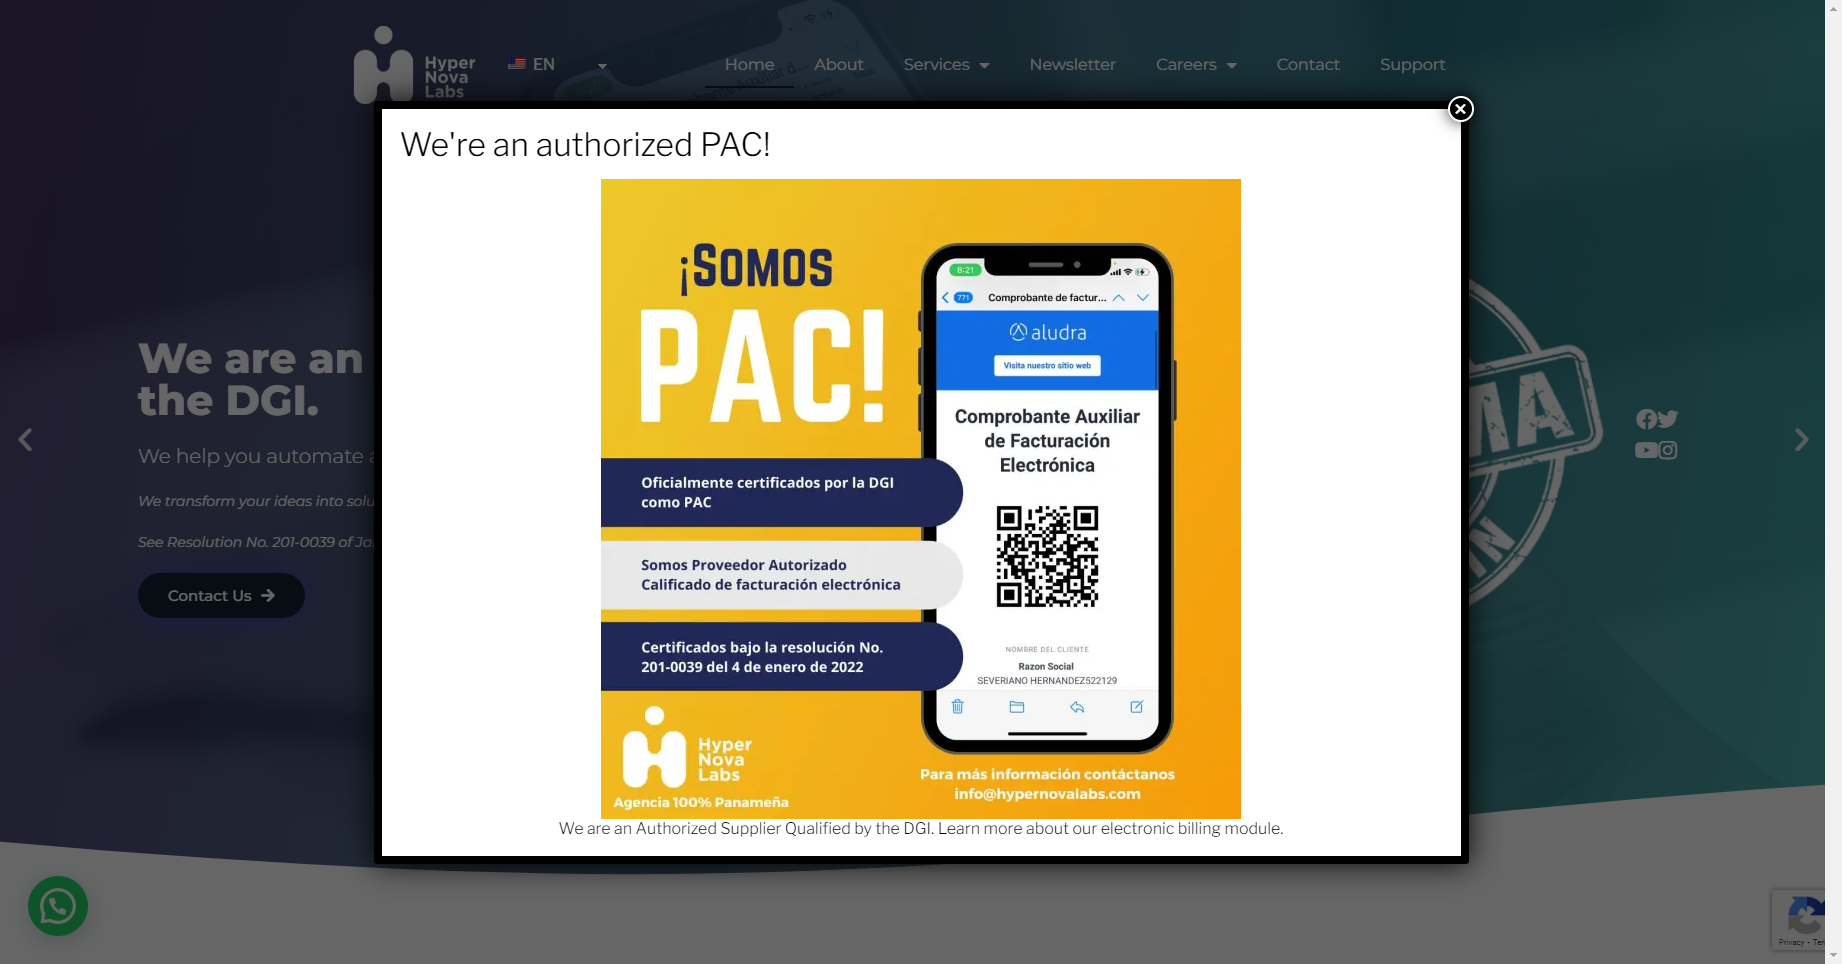 Hyper
Nova
Labs
EN
Home
About
Services
Newsletter
Careers
Contact
Support
We're an authorized PAC!
¡SOMOS
PAC!
Oficialmente certificados por la DGI
como PAC
Somos Proveedor Autorizado
Calificado de facturación electrónica
Certificados bajo la resolución No.
201-0039 del 4 de enero de 2022
Hyper
Nova
Labs
Agencia 100% Panameña
8:21
771
Comprobante de factur...
aludra
Visita nuestro sitio web
Comprobante Auxiliar
de Facturación
Electrónica
NOMBRE DEL CLIENTE
Razon Social
SEVERIANO HERNANDEZ522129
Para más información contáctanos
info@hypernovalabs.com
We are an Authorized Supplier Qualified by the DGI. Learn more about our electronic billing module.
We are an
the DGI.
We help you automate
We transform your ideas into
See Resolution No. 201-0039 of
Contact Us
Privacy -